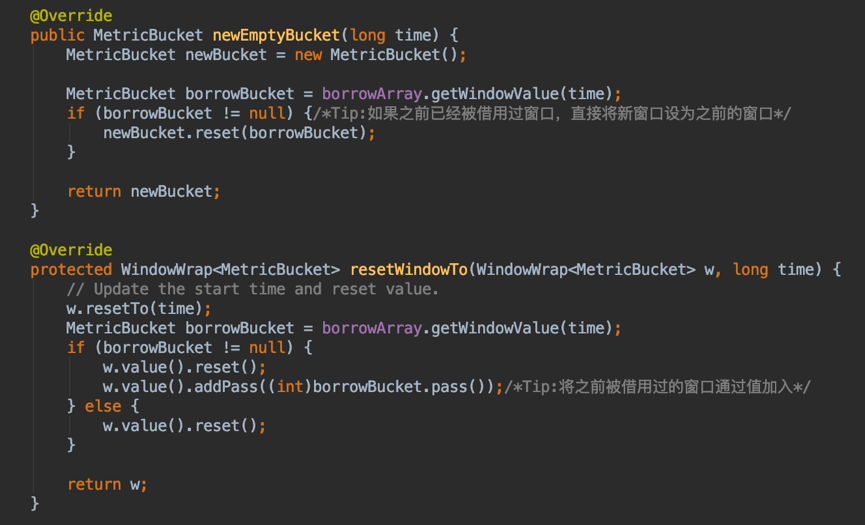 @Override
public MetricBucket newEmptyBucket(long time) {
    MetricBucket newBucket = new MetricBucket();
    MetricBucket borrowBucket = borrowArray.getWindowValue(time);
    if (borrowBucket != null) {/*Tip:如果之前已经被借用过窗口，直接将新窗口设为之前的窗口*/
        newBucket.reset(borrowBucket);
    }
    return newBucket;
}
@Override
protected WindowWrap<MetricBucket> resetWindowTo(WindowWrap<MetricBucket> w, long time) {
    // Update the start time and reset value.
    w.resetTo(time);
    MetricBucket borrowBucket = borrowArray.getWindowValue(time);
    if (borrowBucket != null) {
        w.value().reset();
        w.value().addPass((int)borrowBucket.pass());/*Tip:将之前被借用过的窗口通过值加入*/
    } else {
        w.value().reset();
    }
    return w;
}